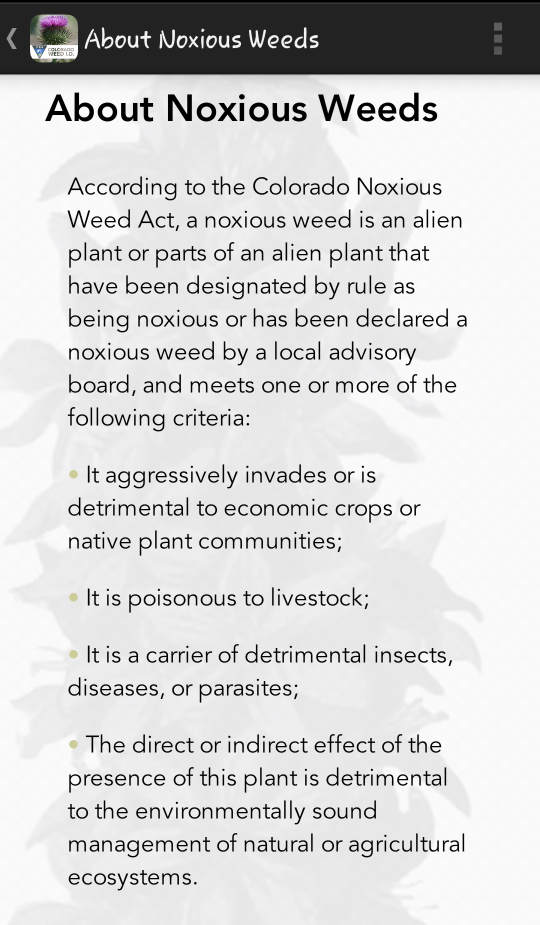 About Noxious Weeds
COLORADO
WEED I.D.
About Noxious Weeds
According to the Colorado Noxious
Weed Act, a noxious weed is an alien
plant or parts of an alien plant that
have been designated by rule as
being noxious or has been declared a
noxious weed by a local advisory
board, and meets one or more of the
following criteria:
• It aggressively invades or is
detrimental to economic crops or
native plant communities;
• It is poisonous to livestock;
• It is a carrier of detrimental insects,
diseases, or parasites;
• The direct or indirect effect of the
presence of this plant is detrimental
to the environmentally sound
management of natural or agricultural
ecosystems.